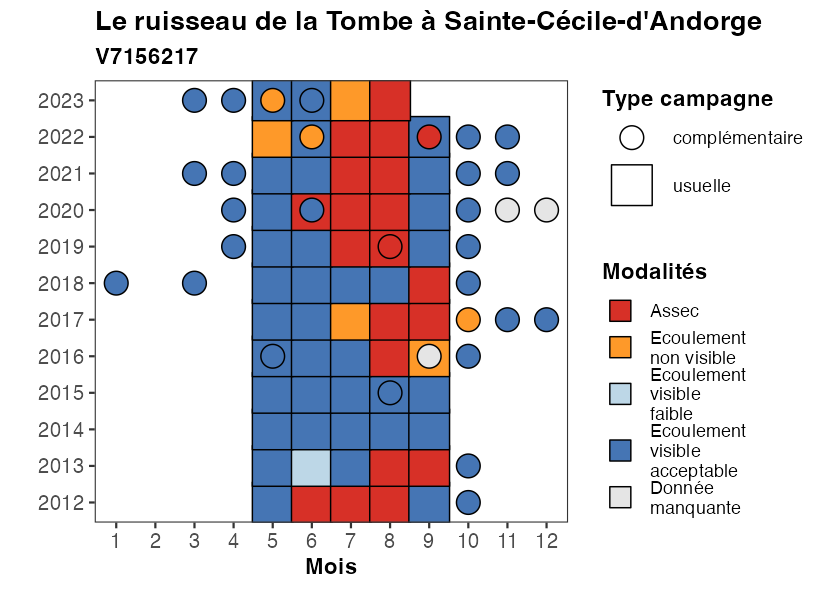 Le ruisseau de la Tombe à Sainte-Cécile-d'Andorge
V7156217
2023
2022
2021
2020
2019
2018
2017
2016
2015
2014
2013
2012
1 2 3 4 5 6 7 8 9 10 11 12
Mois
Type campagne
complémentaire
usuelle
Modalités
Assec
Ecoulement
non visible
Ecoulement
visible
faible
Ecoulement
visible
acceptable
Donnée
manquante